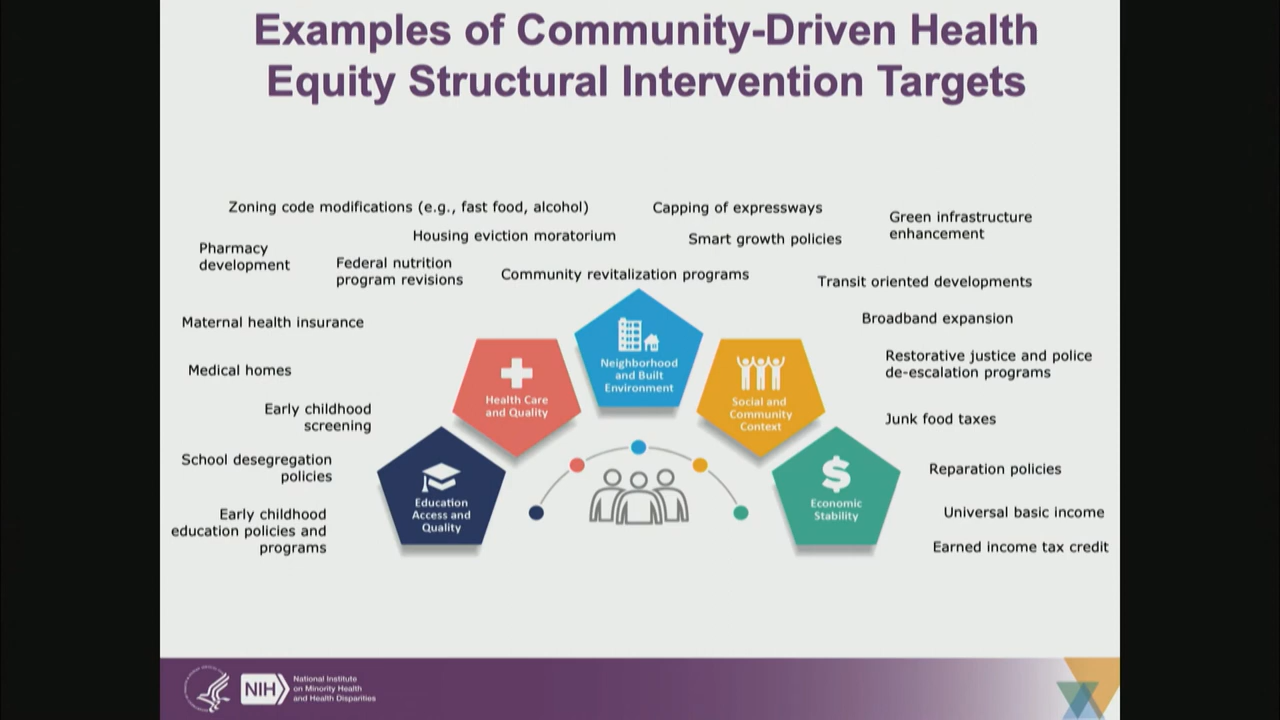 Examples of Community-Driven Health
Equity Structural Intervention Targets
Zoning code modifications (e.g., fast food, alcohol)
Capping of expressways
Green infrastructure
enhancement
Housing eviction moratorium
Smart growth policies
Pharmacy
development
Federal nutrition
program revisions
Community revitalization programs
Transit oriented developments
Maternal health insurance
Broadband expansion
Medical homes
Restorative justice and police
de-escalation programs
Early childhood
screening
Junk food taxes
School desegregation
policies
Reparation policies
Early childhood
education policies and
programs
Universal basic income
Earned income tax credit
Education
Access and
Quality
Health Care
and Quality
Neighborhood
and Built
Environment
Social and
Community
Context
$
Economic
Stability
NIH
National Institute
on Minority Health
and Health Disparities